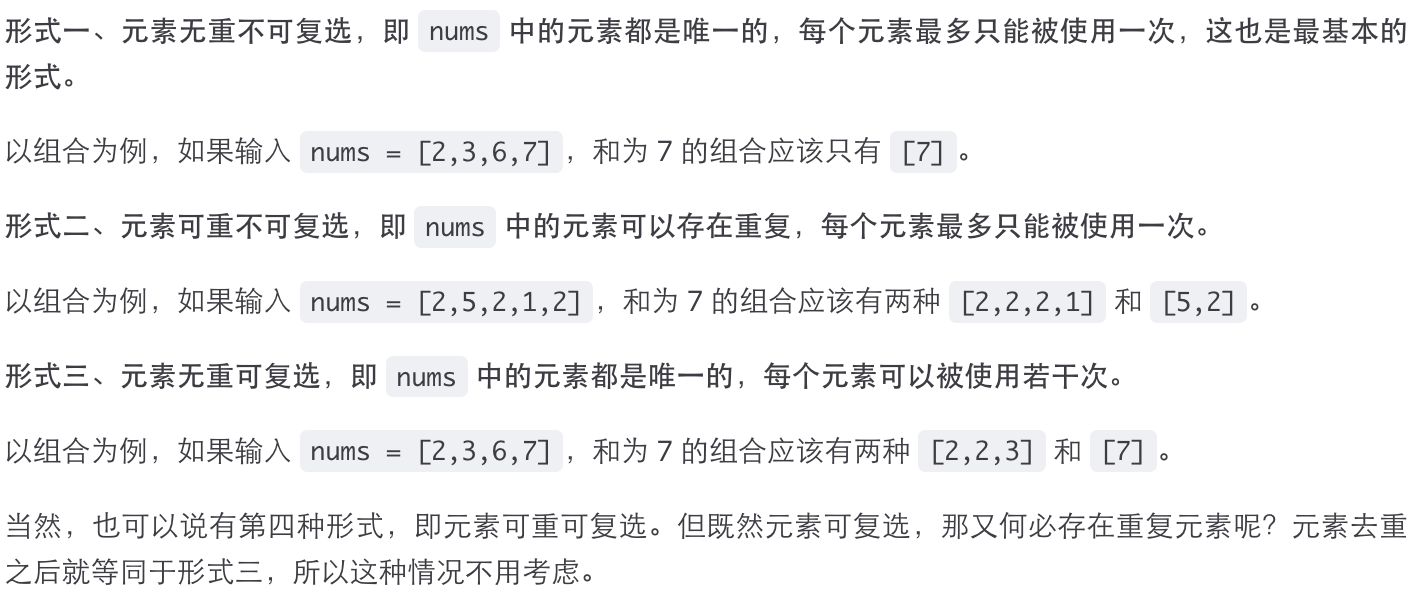 形式一、元素无重不可复选，即 nums 中的元素都是唯一的，每个元素最多只能被使用一次，这也是最基本的
形式。
以组合为例，如果输入 nums = [2,3,6,7]，和为 7 的组合应该只有 [7]。
形式二、元素可重不可复选，即 nums 中的元素可以存在重复，每个元素最多只能被使用一次。
以组合为例，如果输入 nums = [2,5,2,1,2]，和为 7 的组合应该有两种 [2,2,2,1] 和 [5,2]。
形式三、元素无重可复选，即 nums 中的元素都是唯一的，每个元素可以被使用若干次。
以组合为例，如果输入 nums = [2,3,6,7]，和为 7 的组合应该有两种 [2,2,3] 和 [7]。
当然，也可以说有第四种形式，即元素可重可复选。但既然元素可复选，那又何必存在重复元素呢？元素去重
之后就等同于形式三，所以这种情况不用考虑。